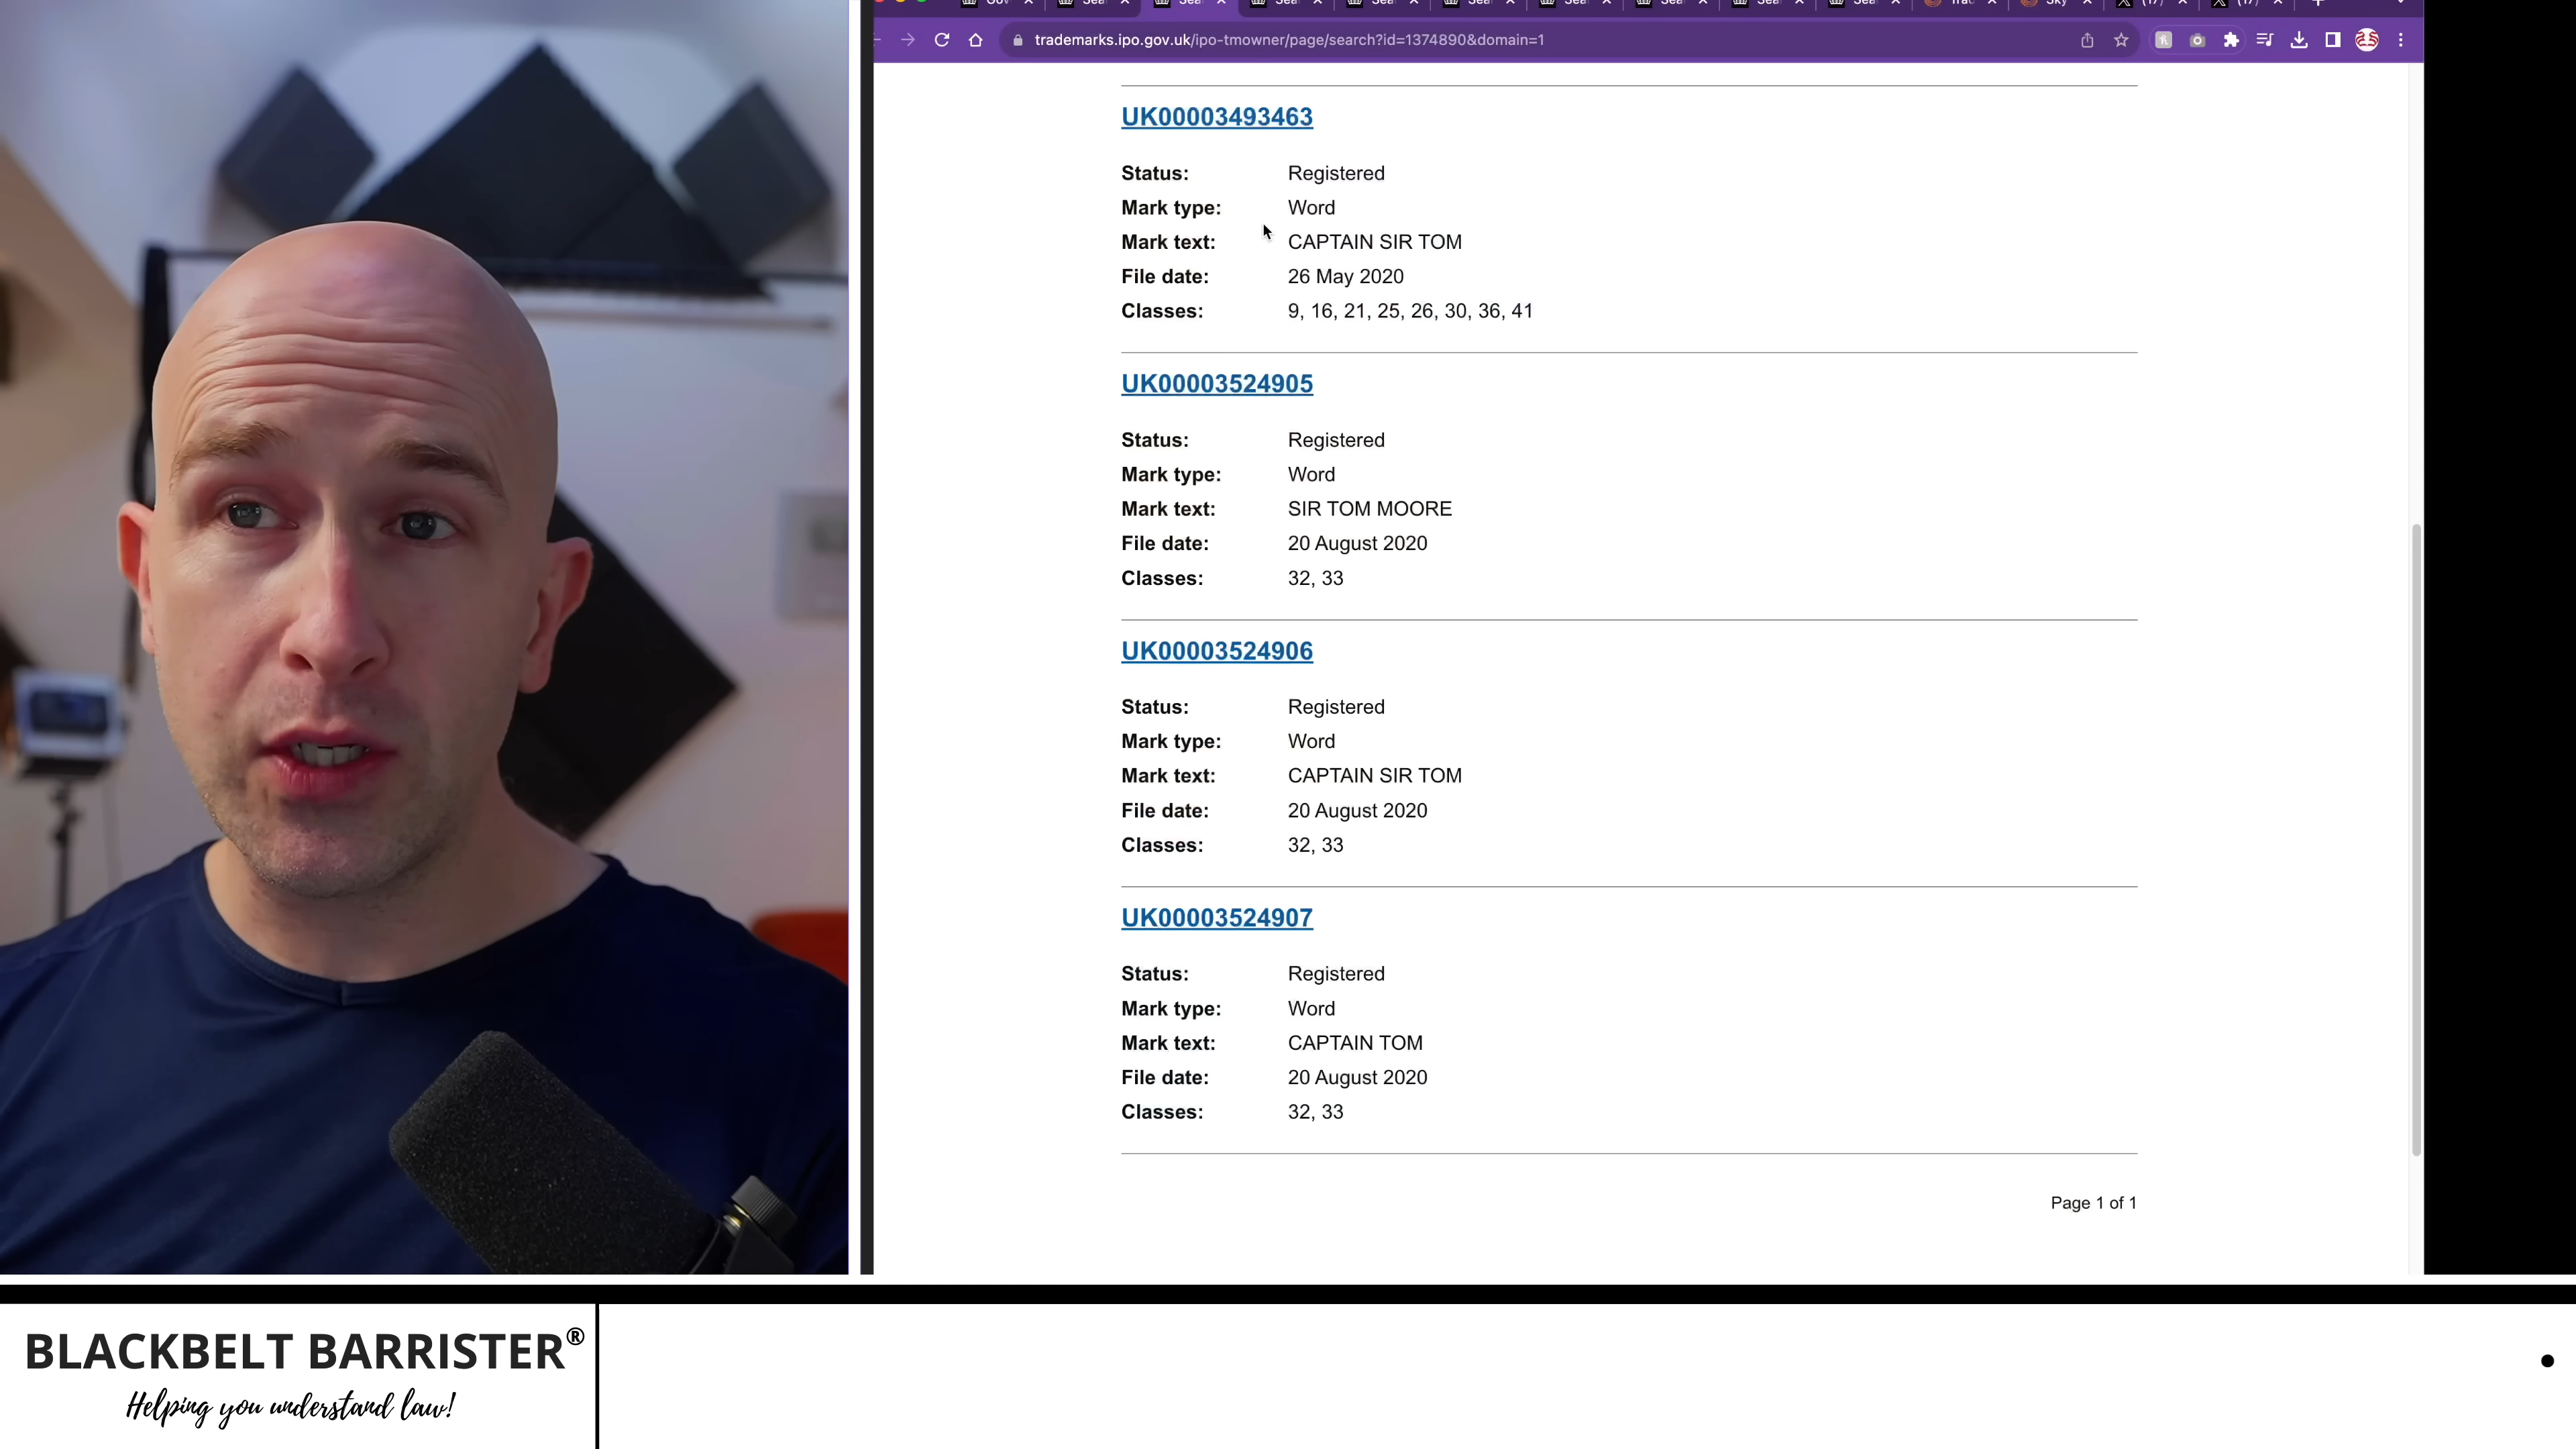 trademarks.ipo.gov.uk/ipo-tmowner/page/search?id=1374890&domain=1
UK00003493463
Status: Registered
Mark type: Word
Mark text: CAPTAIN SIR TOM
File date: 26 May 2020
Classes: 9, 16, 21, 25, 26, 30, 36, 41
UK00003524905
Status: Registered
Mark type: Word
Mark text: SIR TOM MOORE
File date: 20 August 2020
Classes: 32, 33
UK00003524906
Status: Registered
Mark type: Word
Mark text: CAPTAIN SIR TOM
File date: 20 August 2020
Classes: 32, 33
UK00003524907
Status: Registered
Mark type: Word
Mark text: CAPTAIN TOM
File date: 20 August 2020
Classes: 32, 33
Page 1 of 1
BLACKBELT BARRISTER®
Helping you understand law!